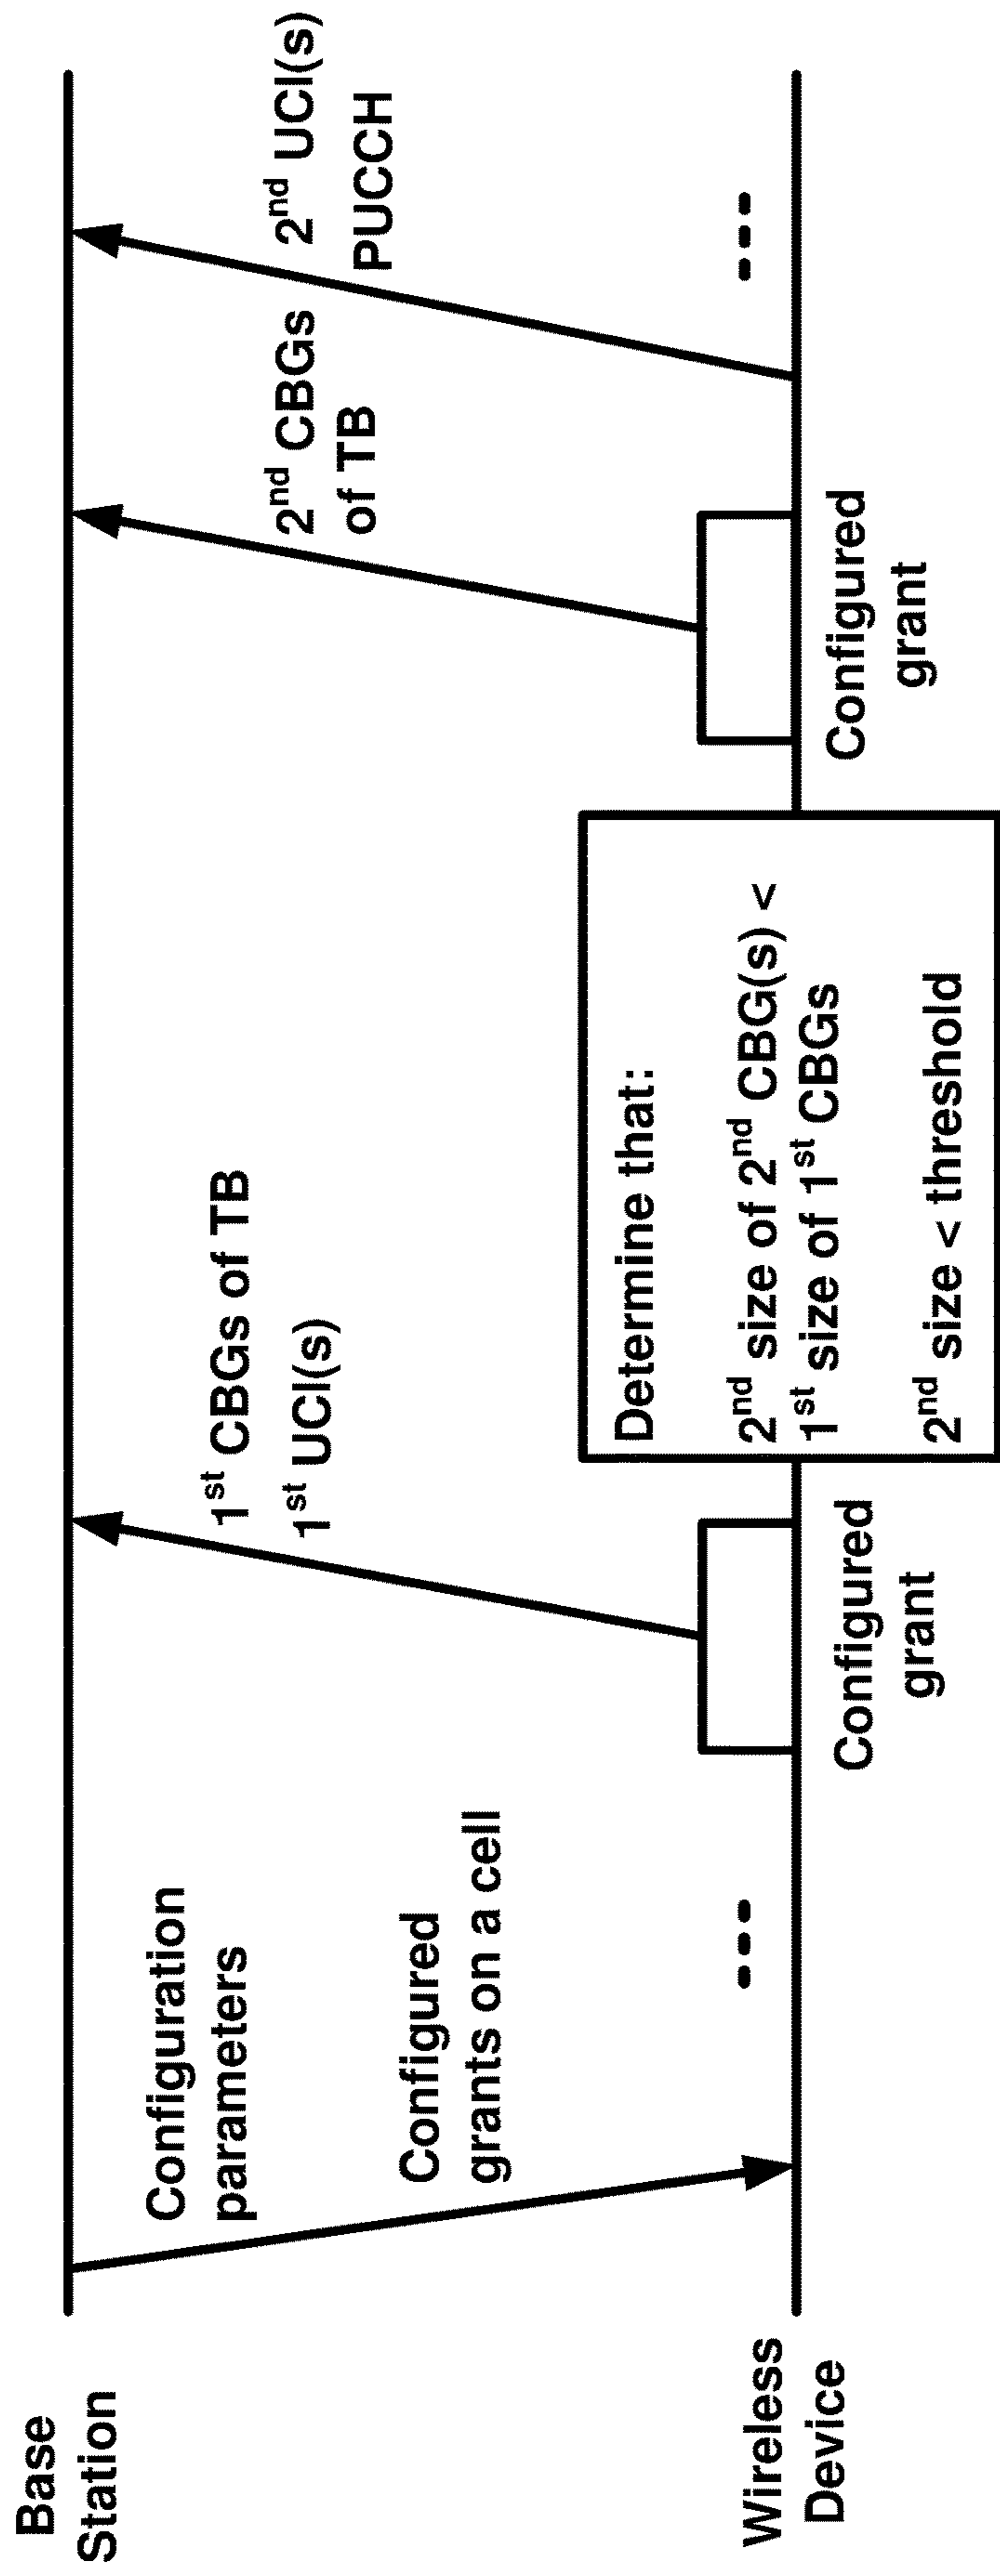 Base
Station
Configuration
parameters
Configured
grants on a cell
1st CBGs of TB
1st UCI(s)
2nd CBGs
of TB
2nd UCI(s)
PUCCH
Wireless
Device
Configured
grant
Determine that:
2nd size of 2nd CBG(s) <
1st size of 1st CBGs
2nd size < threshold
Configured
grant